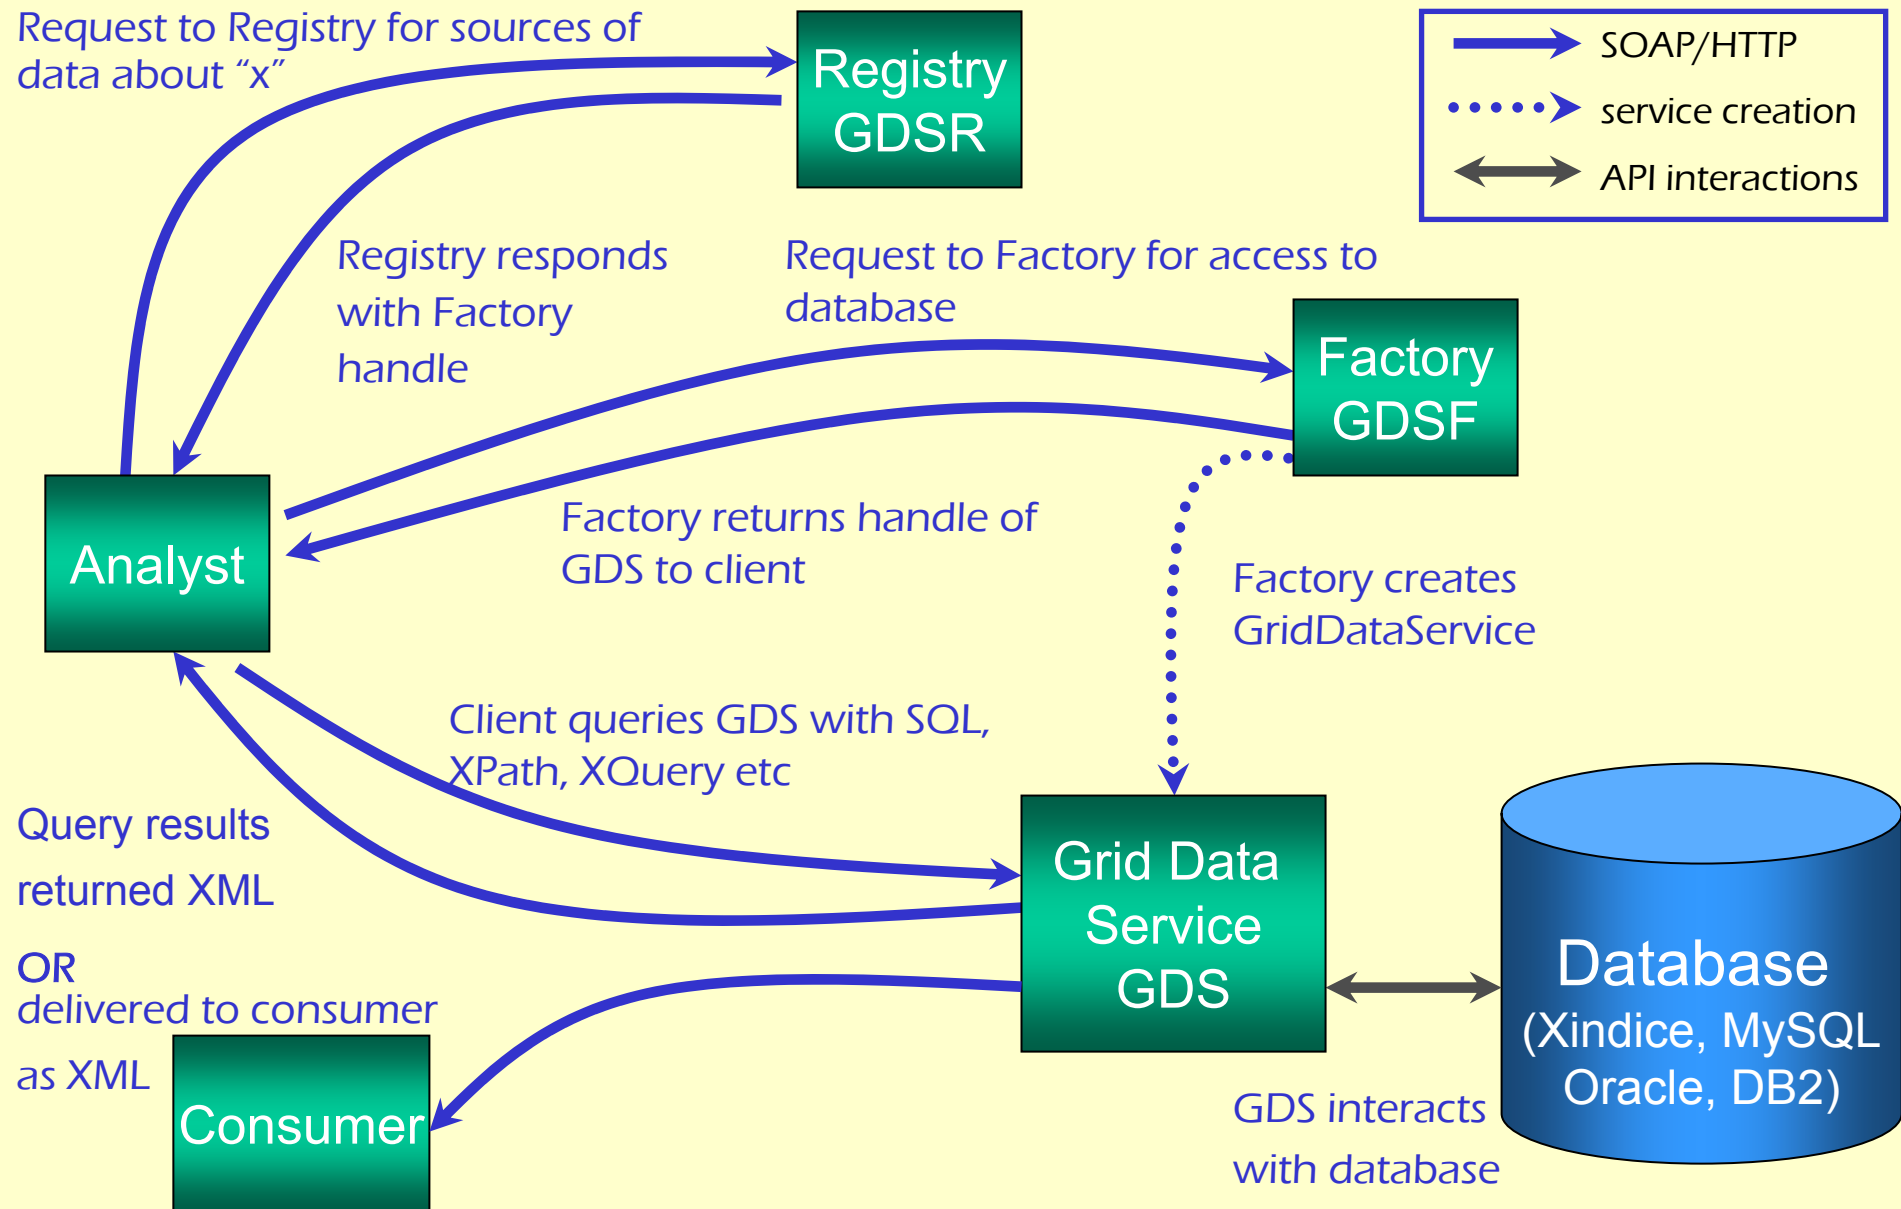 Request to Registry for sources of
data about “x”
Registry
GDSR
SOAP/HTTP
service creation
API interactions
Registry responds
with Factory
handle
Request to Factory for access to
database
Factory
GDSF
Analyst
Factory returns handle of
GDS to client
Factory creates
GridDataService
Client queries GDS with SQL,
XPath, XQuery etc
Query results
returned XML
OR
delivered to consumer
as XML
Grid Data
Service
GDS
Database
(Xindice, MySQL
Oracle, DB2)
Consumer
GDS interacts
with database